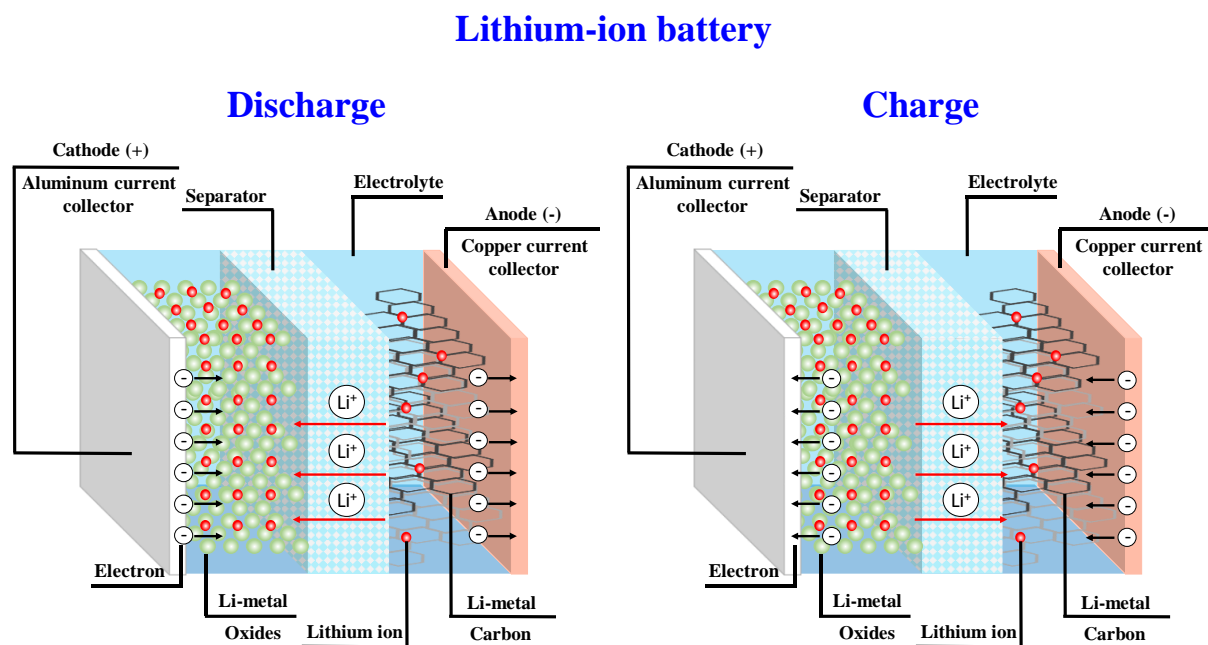 Lithium-ion battery
Discharge
Cathode (+)
Aluminum current
collector
Separator
Electrolyte
Anode (-)
Copper current
collector
-
-
-
-
-
-
Li⁺
Li⁺
Li⁺
-
-
-
-
-
-
Electron
Li-metal
Oxides
Lithium ion
Li-metal
Carbon
Charge
Cathode (+)
Aluminum current
collector
Separator
Electrolyte
Anode (-)
Copper current
collector
-
-
-
-
-
-
Li⁺
Li⁺
Li⁺
-
-
-
-
-
-
Electron
Li-metal
Oxides
Lithium ion
Li-metal
Carbon